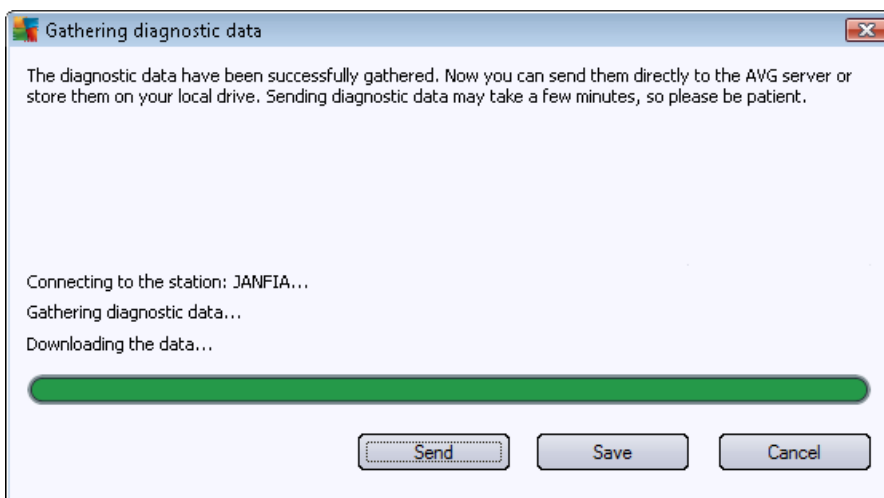 Gathering diagnostic data
The diagnostic data have been successfully gathered. Now you can send them directly to the AVG server or
store them on your local drive. Sending diagnostic data may take a few minutes, so please be patient.
Connecting to the station: JANFIA...
Gathering diagnostic data...
Downloading the data...
Send Save Cancel